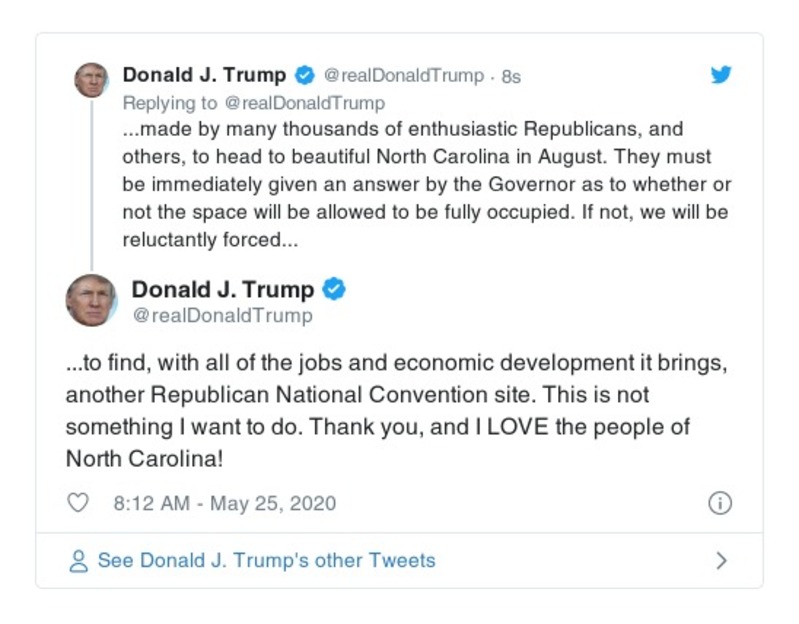 Donald J. Trump @realDonaldTrump · 8s
Replying to @realDonaldTrump
...made by many thousands of enthusiastic Republicans, and
others, to head to beautiful North Carolina in August. They must
be immediately given an answer by the Governor as to whether or
not the space will be allowed to be fully occupied. If not, we will be
reluctantly forced...
Donald J. Trump
@realDonaldTrump
...to find, with all of the jobs and economic development it brings,
another Republican National Convention site. This is not
something I want to do. Thank you, and I LOVE the people of
North Carolina!
8:12 AM - May 25, 2020
See Donald J. Trump's other Tweets